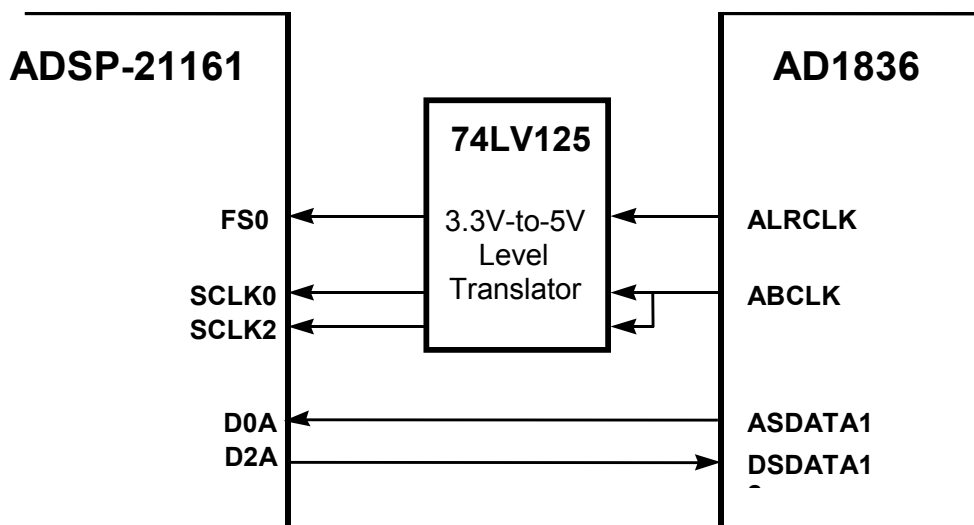 ADSP-21161
AD1836
74LV125
3.3V-to-5V
Level
Translator
FS0
SCLK0
SCLK2
D0A
D2A
ALRCLK
ABCLK
ASDATA1
DSDATA1